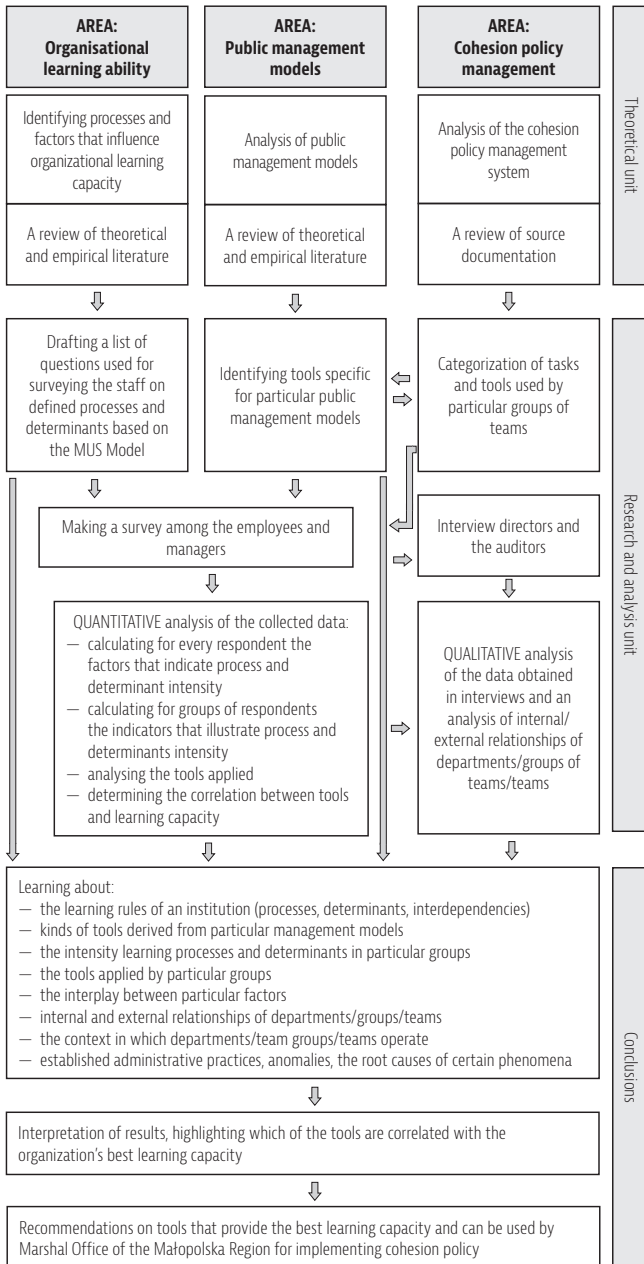 AREA:
Organisational
learning ability
AREA:
Public management
models
AREA:
Cohesion policy
management
Theoretical unit
Identifying processes and
factors that influence
organizational learning
capacity
Analysis of public
management models
Analysis of the cohesion
policy management
system
A review of theoretical
and empirical literature
A review of theoretical
and empirical literature
A review of source
documentation
Drafting a list of
questions used for
surveying the staff on
defined processes and
determinants based on
the MUS Model
Identifying tools specific
for particular public
management models
Categorization of tasks
and tools used by
particular groups of
teams
Research and analysis unit
Making a survey among the employees and
managers
Interview directors and
the auditors
QUANTITATIVE analysis of the collected data:
— calculating for every respondent the
factors that indicate process and
determinant intensity
— calculating for groups of respondents
the indicators that illustrate process and
determinants intensity
— analysing the tools applied
— determining the correlation between tools
and learning capacity
QUALITATIVE analysis
of the data obtained
in interviews and an
analysis of internal/
external relationships of
departments/groups of
teams/teams
Learning about:
— the learning rules of an institution (processes, determinants, interdependencies)
— kinds of tools derived from particular management models
— the intensity learning processes and determinants in particular groups
— the tools applied by particular groups
— the interplay between particular factors
— internal and external relationships of departments/groups/teams
— the context in which departments/team groups/teams operate
— established administrative practices, anomalies, the root causes of certain phenomena
Conclusions
Interpretation of results, highlighting which of the tools are correlated with the
organization's best learning capacity
Recommendations on tools that provide the best learning capacity and can be used by
Marshal Office of the Małopolska Region for implementing cohesion policy